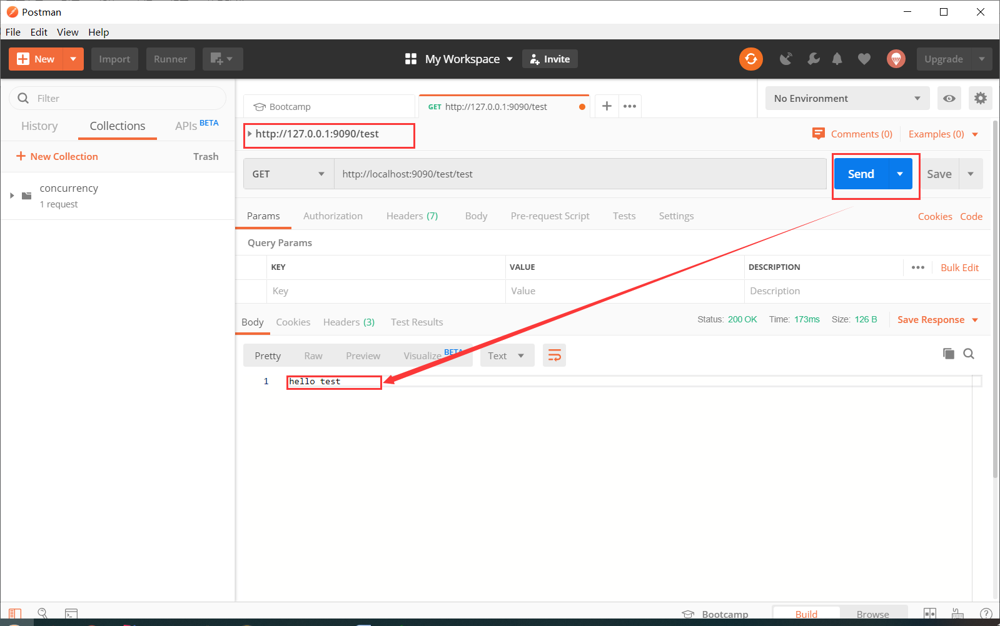 Postman
File Edit View Help
New Import Runner My Workspace Invite Upgrade
Filter
History Collections APIs BETA
New Collection Trash
concurrency
1 request
Bootcamp GET http://127.0.0.1:9090/test No Environment
http://127.0.0.1:9090/test Comments (0) Examples (0)
GET http://localhost:9090/test/test Send Save
Params Authorization Headers (7) Body Pre-request Script Tests Settings Cookies Code
Query Params
KEY VALUE DESCRIPTION Bulk Edit
Key Value Description
Body Cookies Headers (3) Test Results Status: 200 OK Time: 173ms Size: 126 B Save Response
Pretty Raw Preview Visualize BETA Text
1 hello test
Bootcamp Build Browse